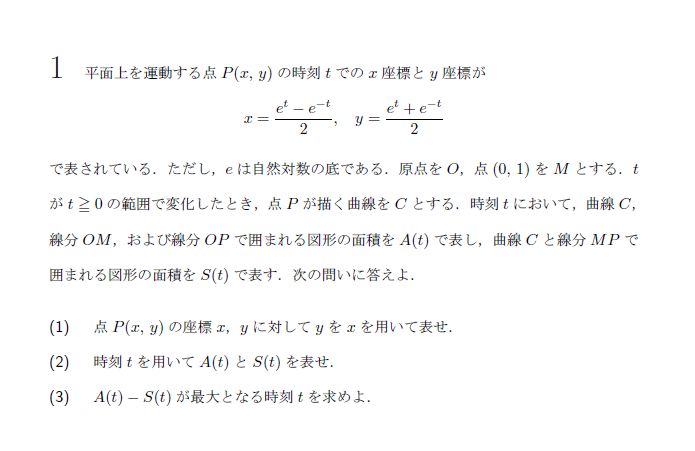 1 平面上を運動する点 P(x, y) の時刻 t での x 座標と y 座標が
x = \frac{e^t − e^{−t}}{2}, y = \frac{e^t + e^{−t}}{2}
で表されている．ただし，e は自然対数の底である．原点を O，点 (0, 1) を M とする．t
が t ≧ 0 の範囲で変化したとき，点 P が描く曲線を C とする．時刻 t において，曲線 C，
線分 OM，および線分 OP で囲まれる図形の面積を A(t) で表し，曲線 C と線分 MP で
囲まれる図形の面積を S(t) で表す．次の問いに答えよ．
(1) 点 P(x, y) の座標 x，y に対して y を x を用いて表せ．
(2) 時刻 t を用いて A(t) と S(t) を表せ．
(3) A(t) − S(t) が最大となる時刻 t を求めよ．